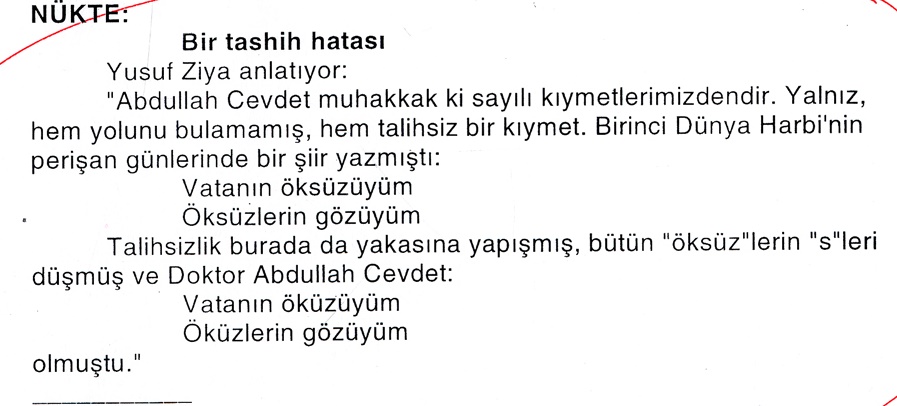 NÜKTE:
Bir tashih hatası
Yusuf Ziya anlatıyor:
"Abdullah Cevdet muhakkak ki sayılı kıymetlerimizdendir. Yalnız,
hem yolunu bulamamış, hem talihsiz bir kıymet. Birinci Dünya Harbi'nin
perişan günlerinde bir şiir yazmıştı:
Vatanın öksüzüyüm
Öksüzlerin gözüyüm
Talihsizlik burada da yakasına yapışmış, bütün "öksüz"lerin "s"leri
düşmüş ve Doktor Abdullah Cevdet:
Vatanın öküzüyüm
Öküzlerin gözüyüm
olmuştu."